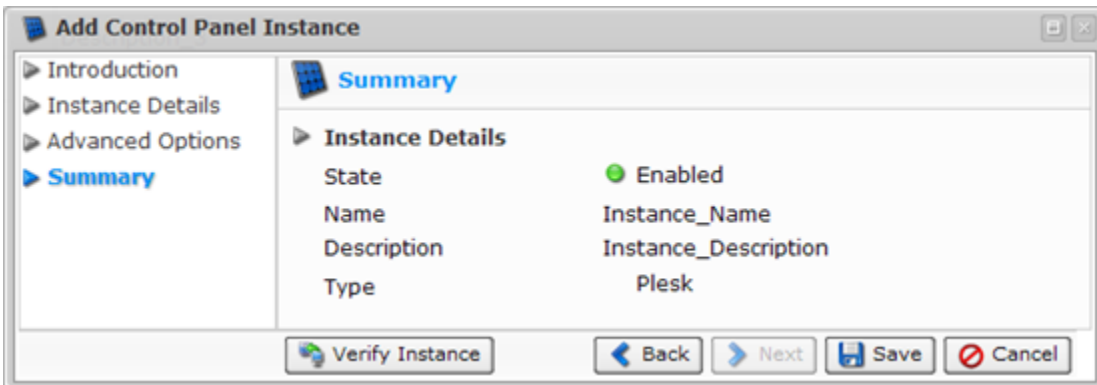 Add Control Panel Instance
Introduction
Instance Details
Advanced Options
Summary
Summary
Instance Details
State Enabled
Name Instance_Name
Description Instance_Description
Type Plesk
Verify Instance Back Next Save Cancel